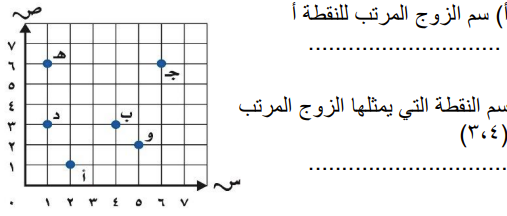 أ) سم الزوج المرتب للنقطة أ
............................
سم النقطة التي يمثلها الزوج المرتب
(٣،٤)
............................
ص
٧
٦
٥
٤
٣
٢
١
٠ ١ ٢ ٣ ٤ ٥ ٦ ٧ س
هـ
جـ
د
ب
و
أ